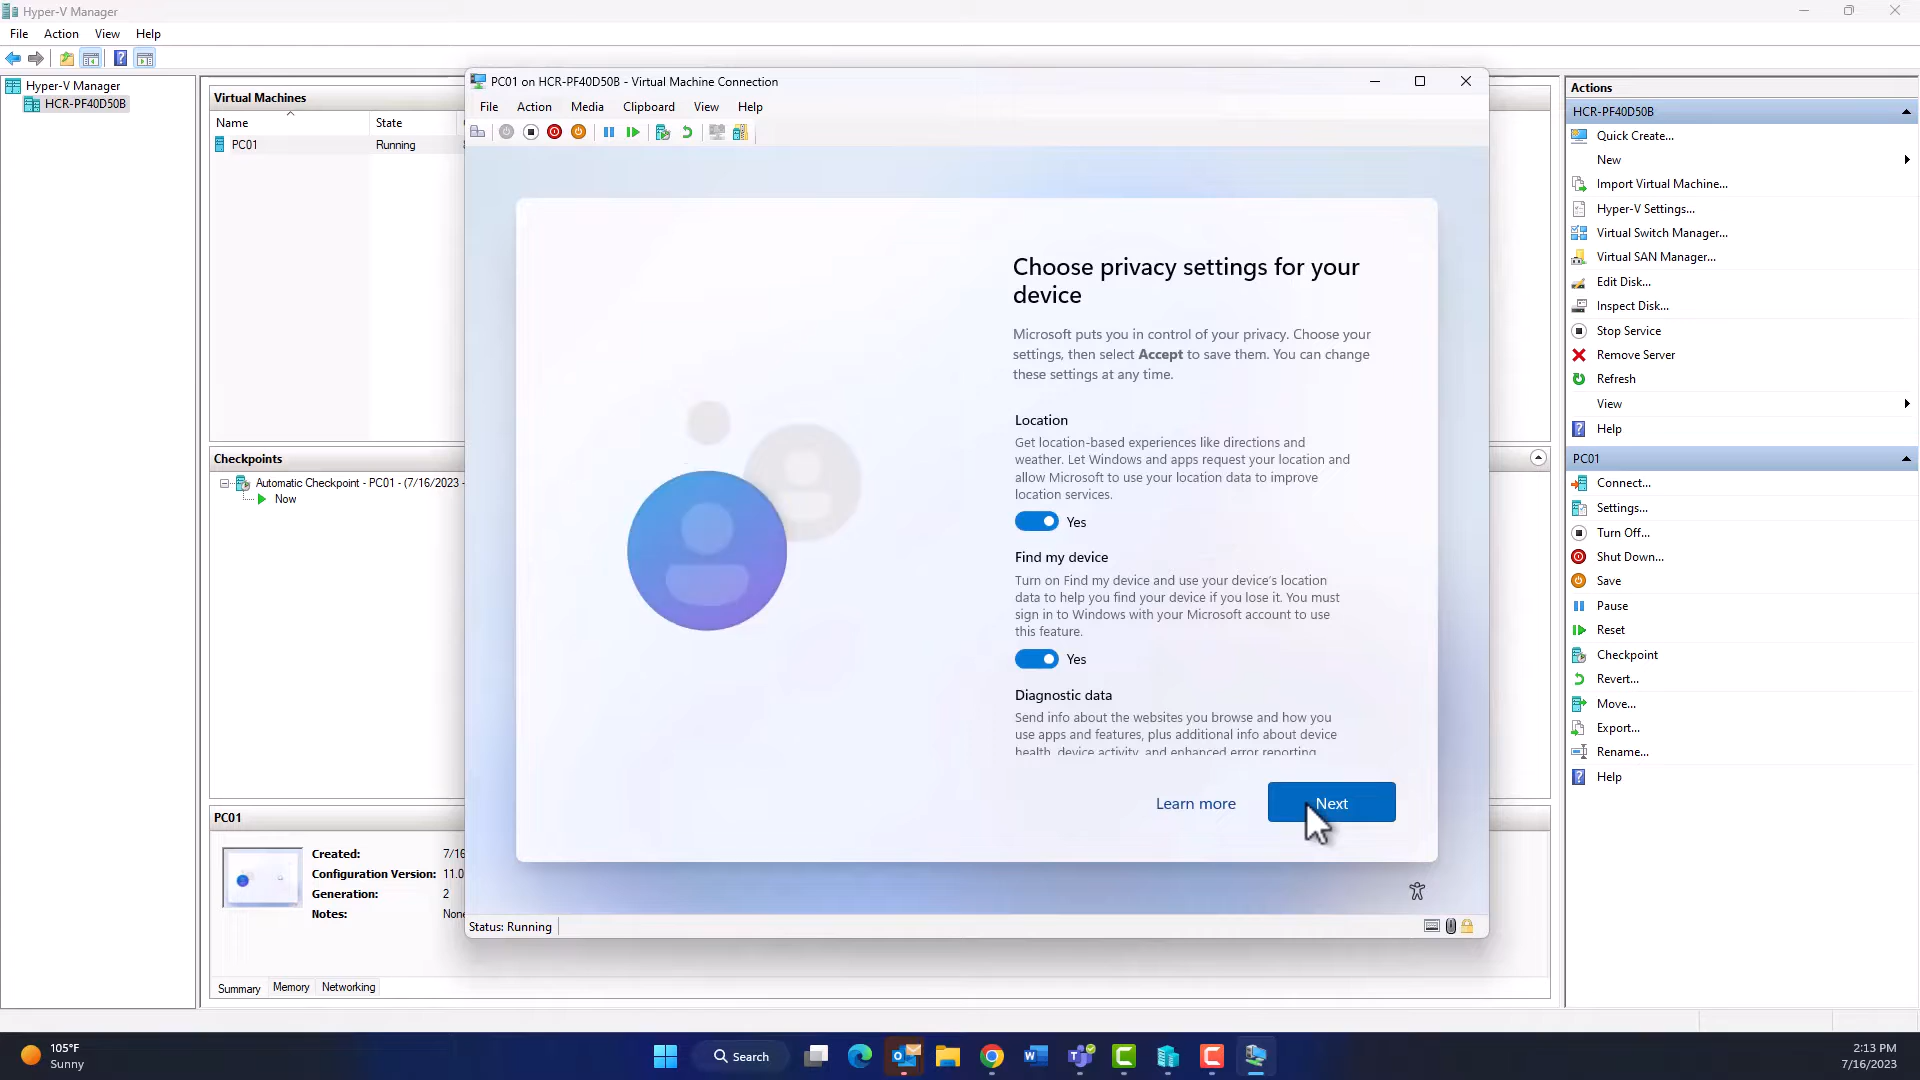 Hyper-V Manager
File Action View Help
Hyper-V Manager
HCR-PF40D50B
Virtual Machines
Name State
PC01 Running
Checkpoints
Automatic Checkpoint - PC01 - (7/16/2023 -
Now
PC01
Created: 7/16
Configuration Version: 11.0
Generation: 2
Notes: None
Summary Memory Networking
PC01 on HCR-PF40D50B - Virtual Machine Connection
File Action Media Clipboard View Help
Choose privacy settings for your
device
Microsoft puts you in control of your privacy. Choose your
settings, then select Accept to save them. You can change
these settings at any time.
Location
Get location-based experiences like directions and
weather. Let Windows and apps request your location and
allow Microsoft to use your location data to improve
location services.
Yes
Find my device
Turn on Find my device and use your device's location
data to help you find your device if you lose it. You must
sign in to Windows with your Microsoft account to use
this feature.
Yes
Diagnostic data
Send info about the websites you browse and how you
use apps and features, plus additional info about device
health, device activity, and enhanced error reporting.
Learn more Next
Status: Running
Actions
HCR-PF40D50B
Quick Create...
New
Import Virtual Machine...
Hyper-V Settings...
Virtual Switch Manager...
Virtual SAN Manager...
Edit Disk...
Inspect Disk...
Stop Service
Remove Server
Refresh
View
Help
PC01
Connect...
Settings...
Turn Off...
Shut Down...
Save
Pause
Reset
Checkpoint
Revert...
Move...
Export...
Rename...
Help
105°F
Sunny
Search
2:13 PM
7/16/2023